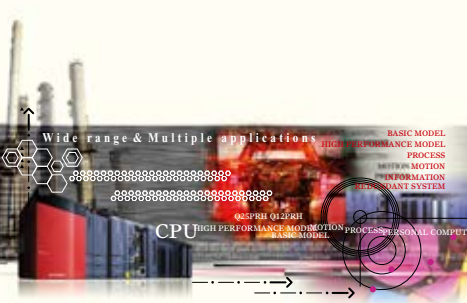 Wide range & Multiple applications
BASIC MODEL
HIGH PERFORMANCE MODEL
PROCESS
MOTION
INFORMATION
REDUNDANT SYSTEM
Q25PRH Q12PRH
CPU HIGH PERFORMANCE MODEL MOTION PROCESS PERSONAL COMPUT
BASIC MODEL